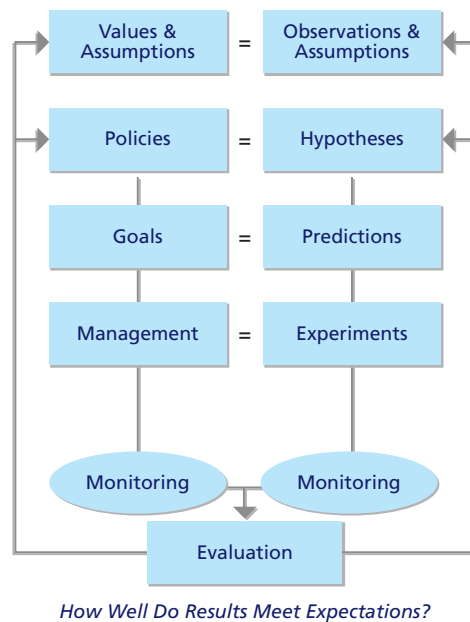 Values &
Assumptions
=
Observations &
Assumptions
Policies
=
Hypotheses
Goals
=
Predictions
Management
=
Experiments
Monitoring
Monitoring
Evaluation
How Well Do Results Meet Expectations?